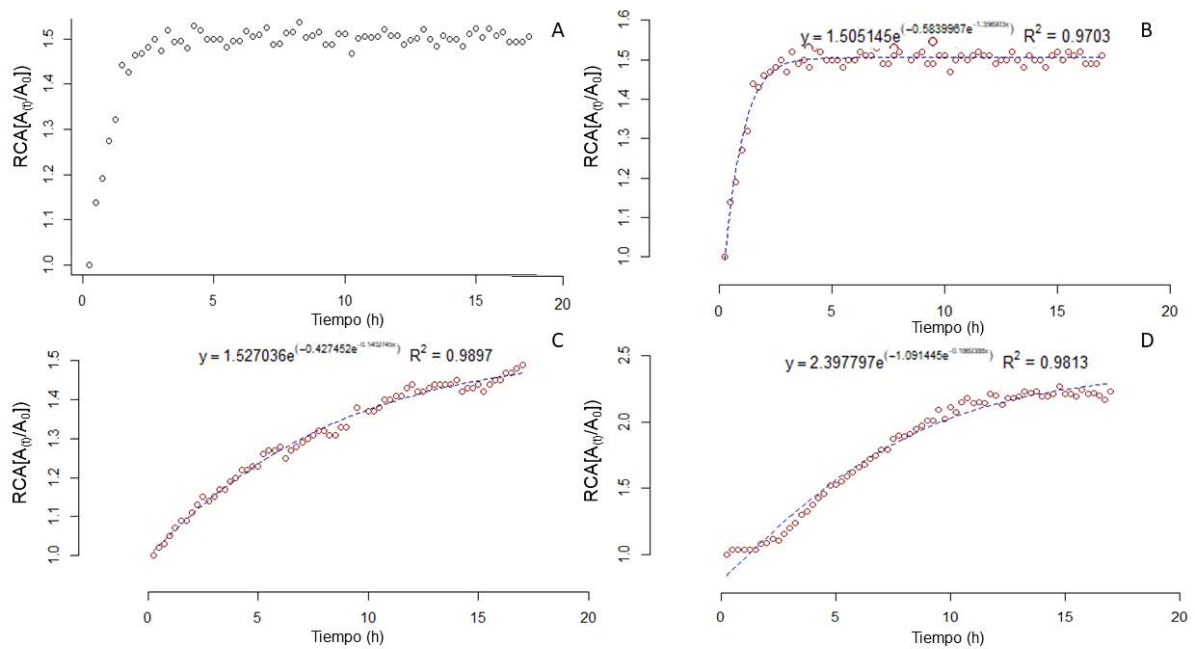 A
RCA[A(t)/A0])
1.0 1.1 1.2 1.3 1.4 1.5
0 5 10 15 20
Tiempo (h)
B
y = 1.505145e^(−0.5839967e^ R² = 0.9703
RCA[A(t)/A0])
1.0 1.1 1.2 1.3 1.4 1.5 1.6
0 5 10 15 20
Tiempo (h)
C
y = 1.527036e^(−0.427452e^ R² = 0.9897
RCA[A(t)/A0])
1.0 1.1 1.2 1.3 1.4 1.5
0 5 10 15 20
Tiempo (h)
D
y = 2.397797e^(−1.091445e^ R² = 0.9813
RCA[A(t)/A0])
1.0 1.5 2.0 2.5
0 5 10 15 20
Tiempo (h)